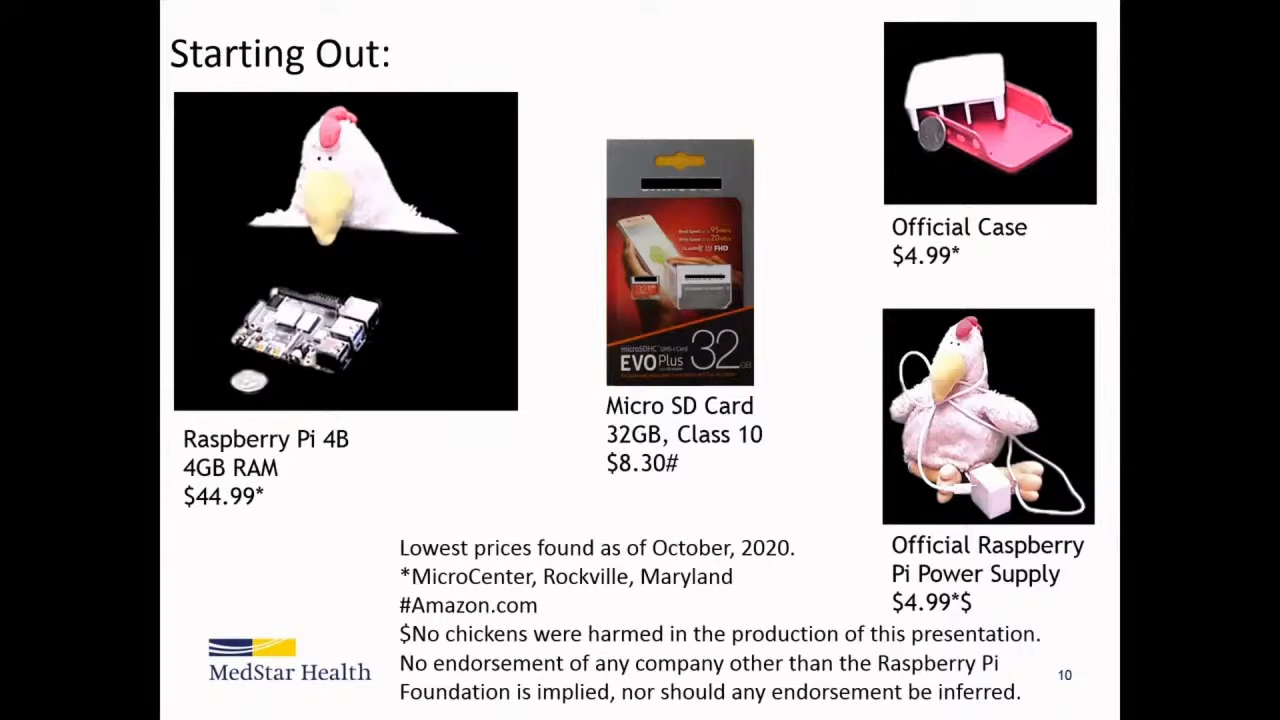 Starting Out:
Raspberry Pi 4B
4GB RAM
$44.99*
FHD
32
microSDHC
EVO Plus
32
Micro SD Card
32GB, Class 10
$8.30#
Official Case
$4.99*
Official Raspberry
Pi Power Supply
$4.99*$
Lowest prices found as of October, 2020.
*MicroCenter, Rockville, Maryland
#Amazon.com
$No chickens were harmed in the production of this presentation.
No endorsement of any company other than the Raspberry Pi
Foundation is implied, nor should any endorsement be inferred.
MedStar Health
10